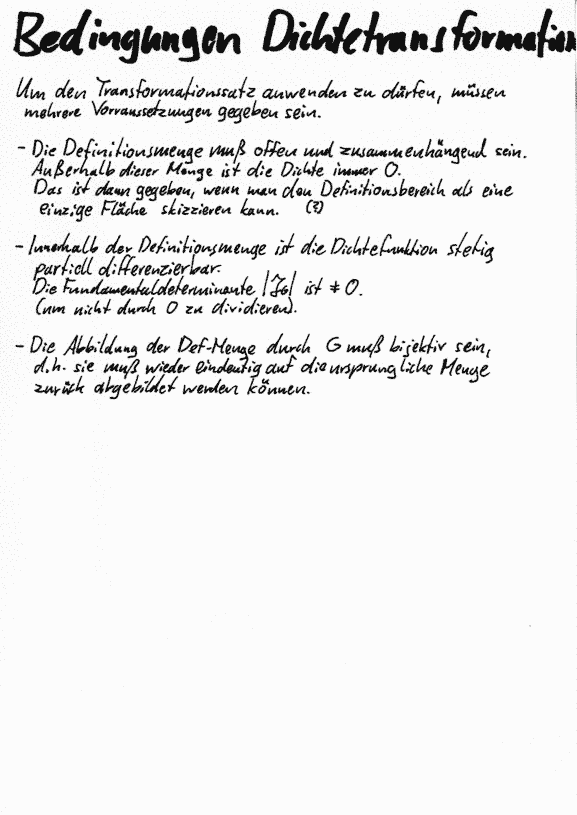 Bedingungen Dichtetransformation
Um den Transformationssatz anwenden zu dürfen, müssen
mehrere Vorraussetzungen gegeben sein.
- Die Definitionsmenge muß offen und zusammenhängend sein.
Außerhalb dieser Menge ist die Dichte immer 0.
Das ist dann gegeben, wenn man den Definitionsbereich als eine
einzige Fläche skizzieren kann. (?)
- Innerhalb der Definitionsmenge ist die Dichtefunktion stetig
partiell differenzierbar.
Die Fundamentaldeterminante |J_G| ist ≠ 0.
(um nicht durch 0 zu dividieren).
- Die Abbildung der Def-Menge durch G muß bijektiv sein,
d.h. sie muß wieder eindeutig auf die ursprungliche Menge
zurück abgebildet werden können.